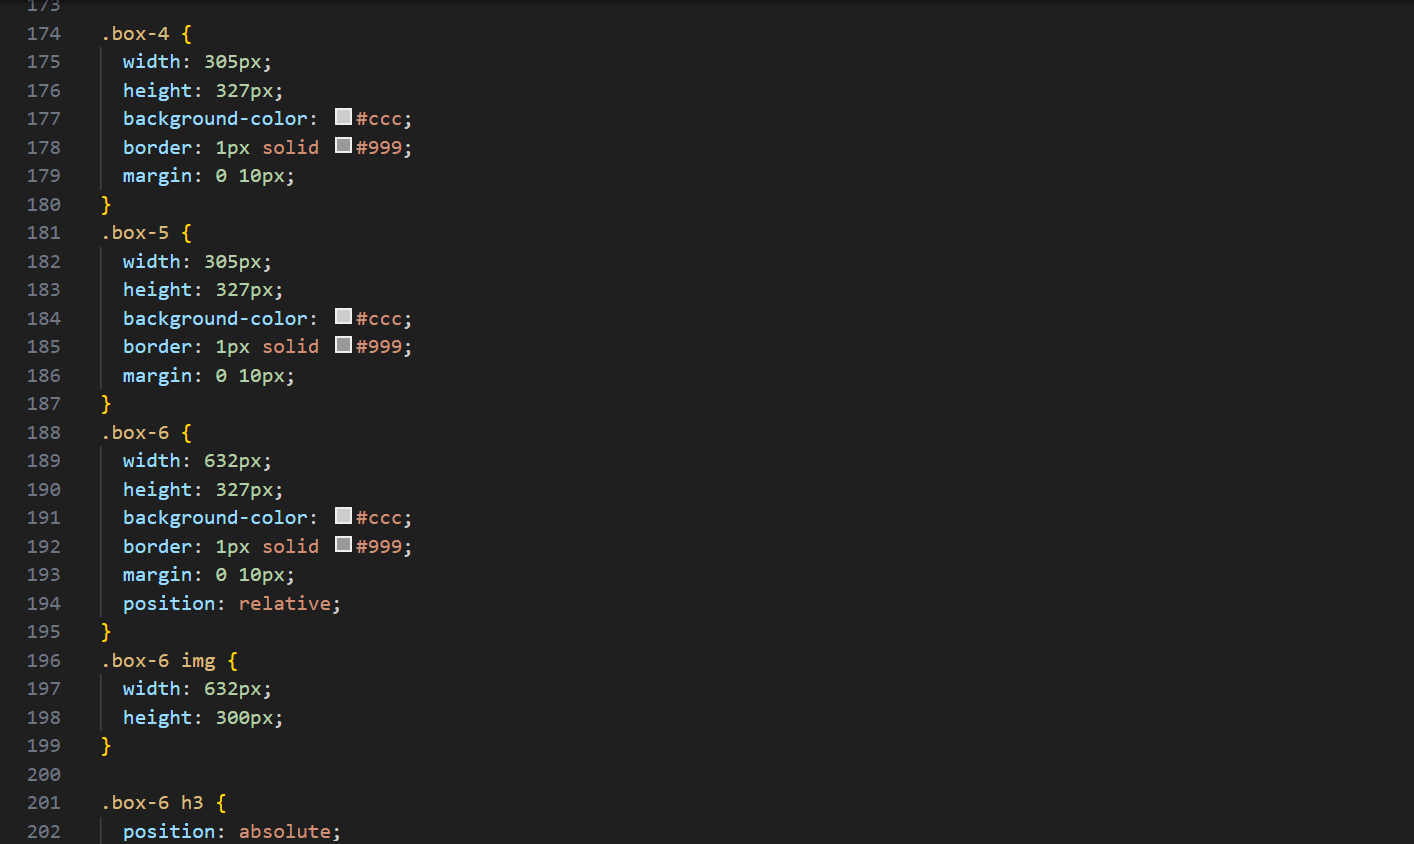 173
174 .box-4 {
175 width: 305px;
176 height: 327px;
177 background-color: #ccc;
178 border: 1px solid #999;
179 margin: 0 10px;
180 }
181 .box-5 {
182 width: 305px;
183 height: 327px;
184 background-color: #ccc;
185 border: 1px solid #999;
186 margin: 0 10px;
187 }
188 .box-6 {
189 width: 632px;
190 height: 327px;
191 background-color: #ccc;
192 border: 1px solid #999;
193 margin: 0 10px;
194 position: relative;
195 }
196 .box-6 img {
197 width: 632px;
198 height: 300px;
199 }
200
201 .box-6 h3 {
202 position: absolute;